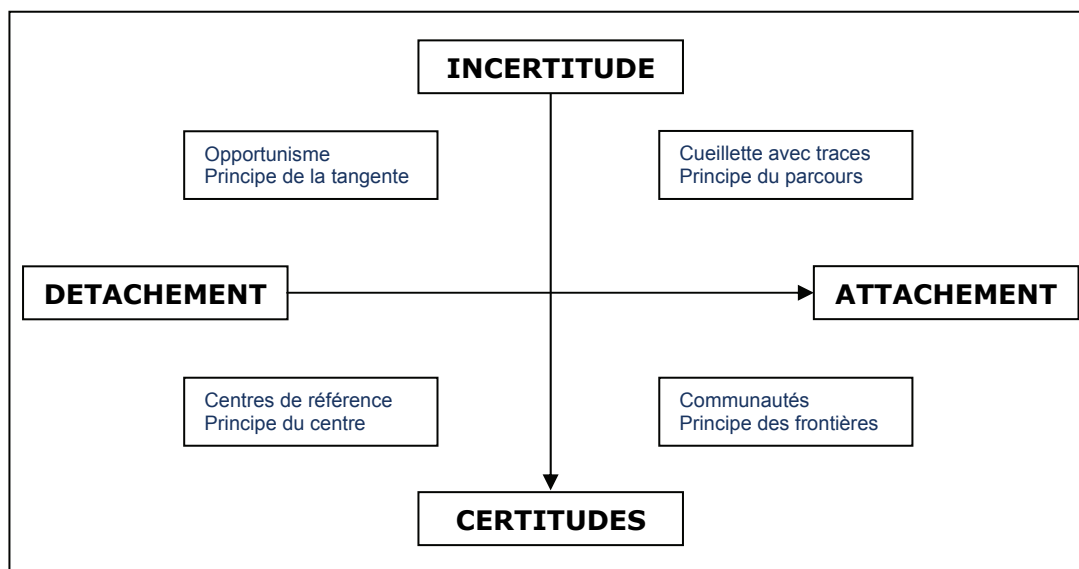 INCERTITUDE
Opportunisme
Principe de la tangente
Cueillette avec traces
Principe du parcours
DETACHEMENT
ATTACHEMENT
Centres de référence
Principe du centre
Communautés
Principe des frontières
CERTITUDES